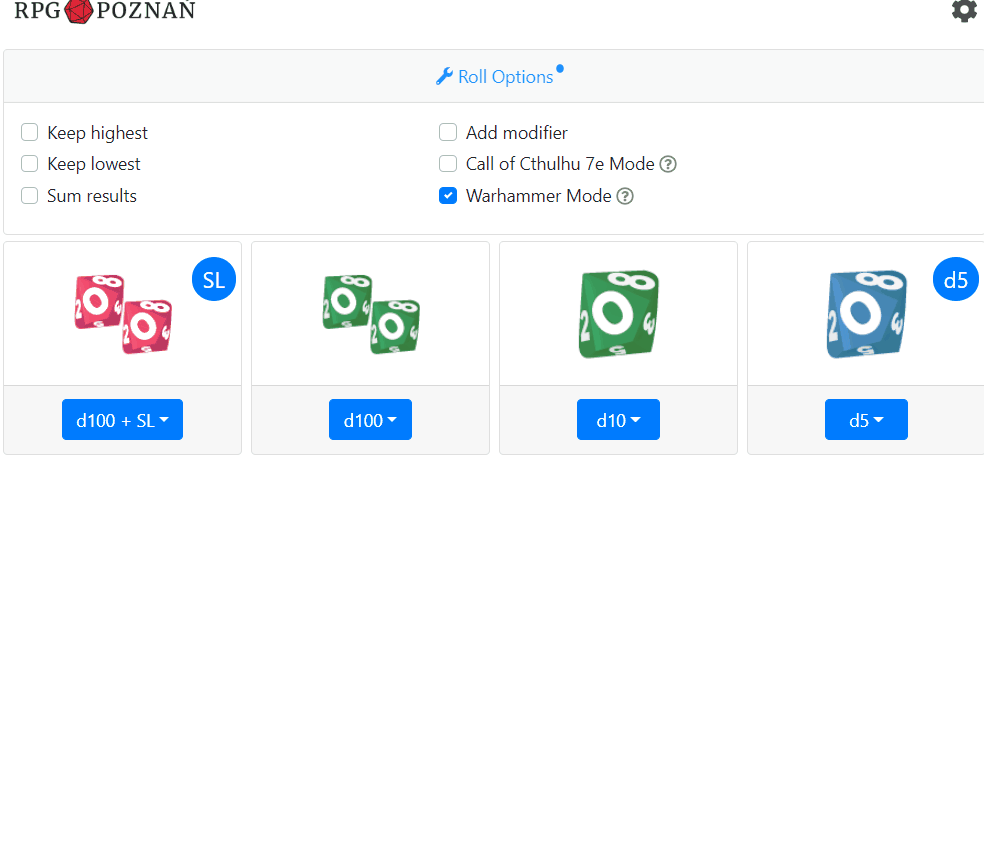 RPG POZNAŃ
Roll Options
Keep highest
Add modifier
Keep lowest
Call of Cthulhu 7e Mode ?
Sum results
Warhammer Mode ?
SL
d5
d100 + SL
d100
d10
d5